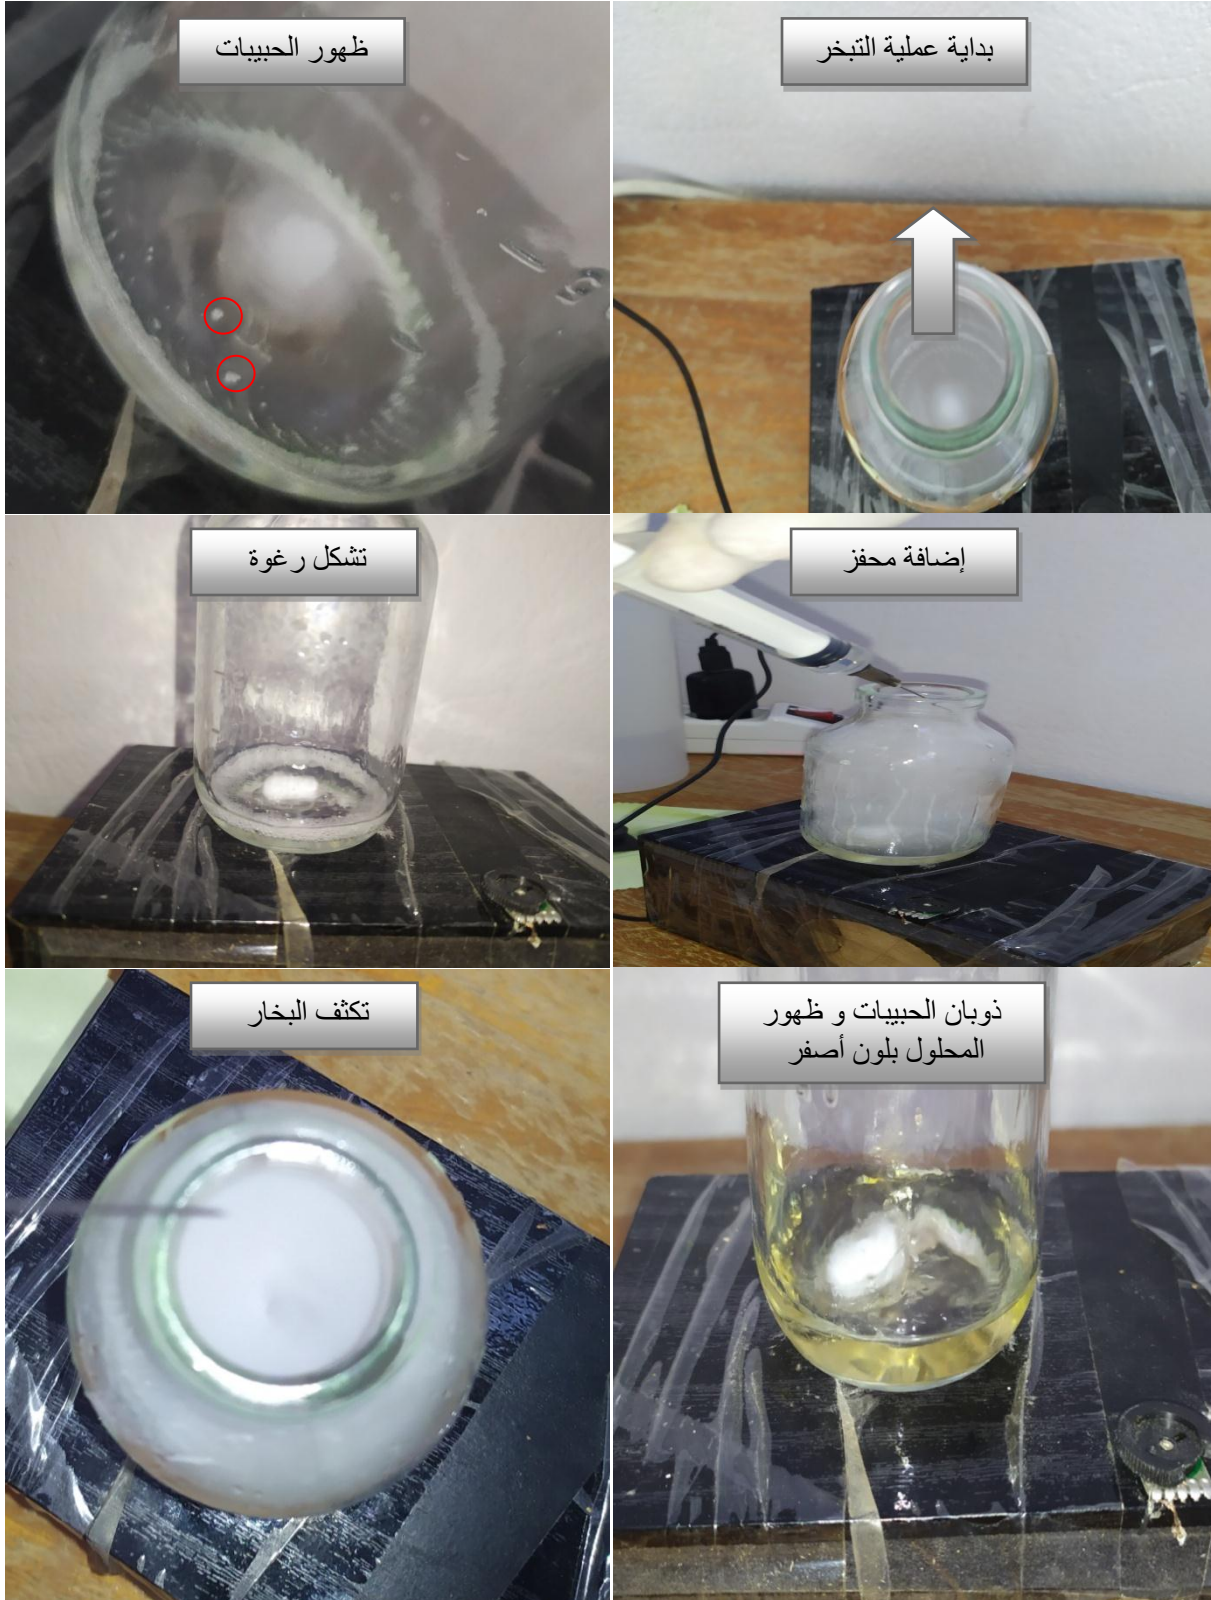 بداية عملية التبخر
ظهور الحبيبات
إضافة محفز
تشكل رغوة
ذوبان الحبيبات و ظهور
المحلول بلون أصفر
تكثف البخار